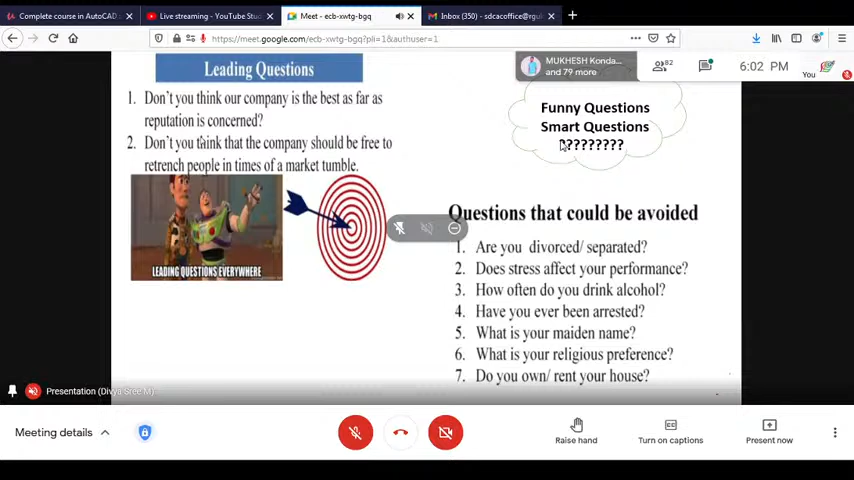 Complete course in AutoCAD
Live streaming - YouTube Stud
Meet - ecb-xwtg-bgq
Inbox (350) - sdcacoffice@rgu
https://meet.google.com/ecb-xwtg-bgq?pli=1&authuser=1
MUKHESH Konda...
and 79 more
82
6:02 PM
You
Leading Questions
1. Don't you think our company is the best as far as
reputation is concerned?
2. Don't you think that the company should be free to
retrench people in times of a market tumble.
LEADING QUESTIONS EVERYWHERE
Funny Questions
Smart Questions
?????????
Questions that could be avoided
1. Are you divorced/ separated?
2. Does stress affect your performance?
3. How often do you drink alcohol?
4. Have you ever been arrested?
5. What is your maiden name?
6. What is your religious preference?
7. Do you own/ rent your house?
Presentation (Divya Sree M)
Meeting details
Raise hand
Turn on captions
Present now